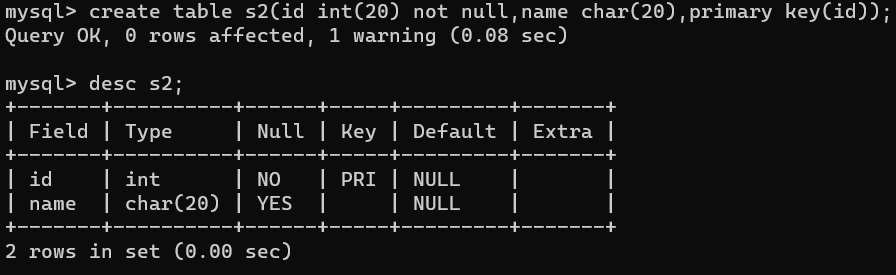 mysql> create table s2(id int(20) not null,name char(20),primary key(id));
Query OK, 0 rows affected, 1 warning (0.08 sec)

mysql> desc s2;
+-------+----------+------+-----+---------+-------+
| Field | Type     | Null | Key | Default | Extra |
+-------+----------+------+-----+---------+-------+
| id    | int      | NO   | PRI | NULL    |       |
| name  | char(20) | YES  |     | NULL    |       |
+-------+----------+------+-----+---------+-------+
2 rows in set (0.00 sec)